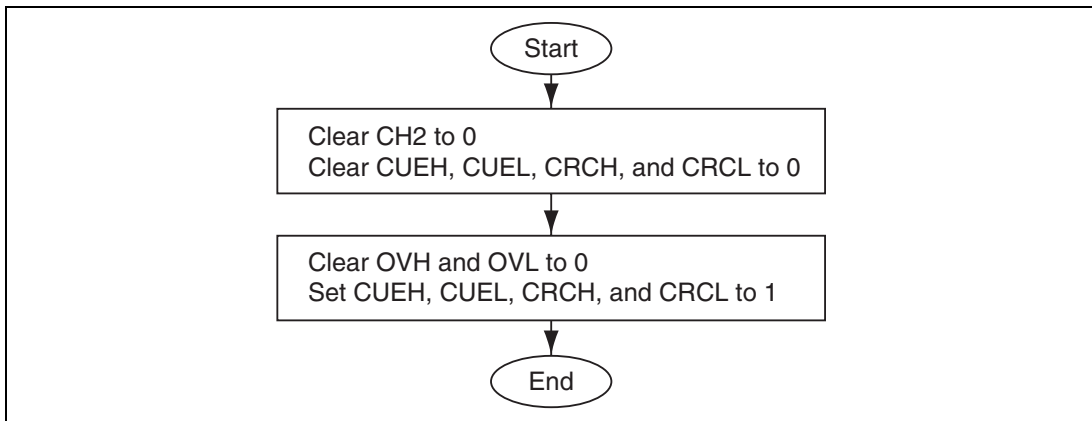 Start
Clear CH2 to 0
Clear CUEH, CUEL, CRCH, and CRCL to 0
Clear OVH and OVL to 0
Set CUEH, CUEL, CRCH, and CRCL to 1
End